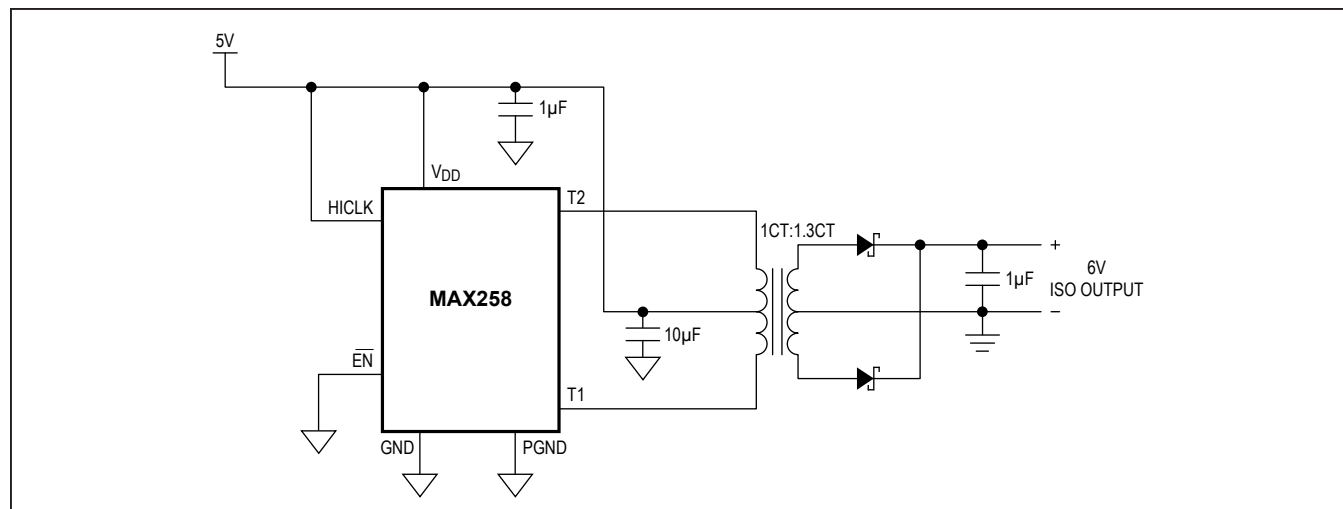 5V
1µF
VDD
HICLK
T2
1CT:1.3CT
+
6V
ISO OUTPUT
1µF
−
MAX258
10µF
EN
T1
GND
PGND